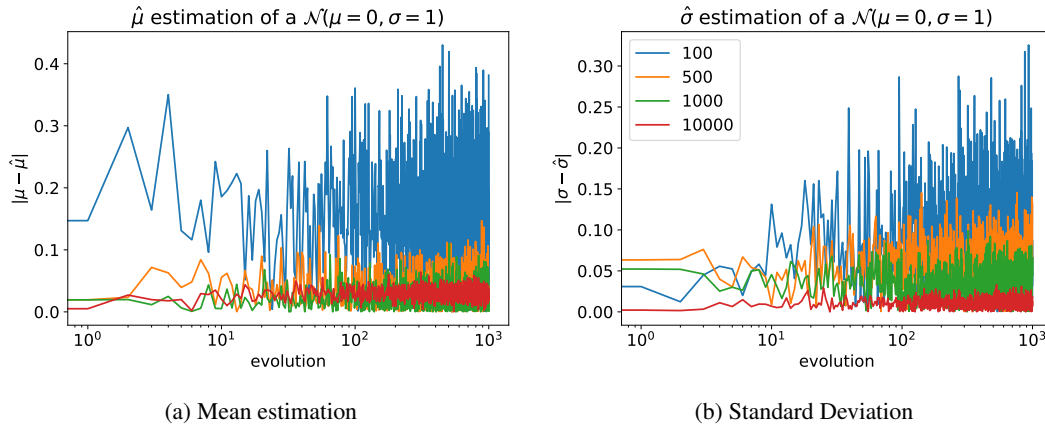 μ̂ estimation of a 𝒩(μ = 0, σ = 1)
|μ − μ̂|
0.4
0.3
0.2
0.1
0.0
10⁰ 10¹ 10² 10³
evolution
(a) Mean estimation
σ̂ estimation of a 𝒩(μ = 0, σ = 1)
|σ − σ̂|
0.30
0.25
0.20
0.15
0.10
0.05
0.00
100
500
1000
10000
10⁰ 10¹ 10² 10³
evolution
(b) Standard Deviation